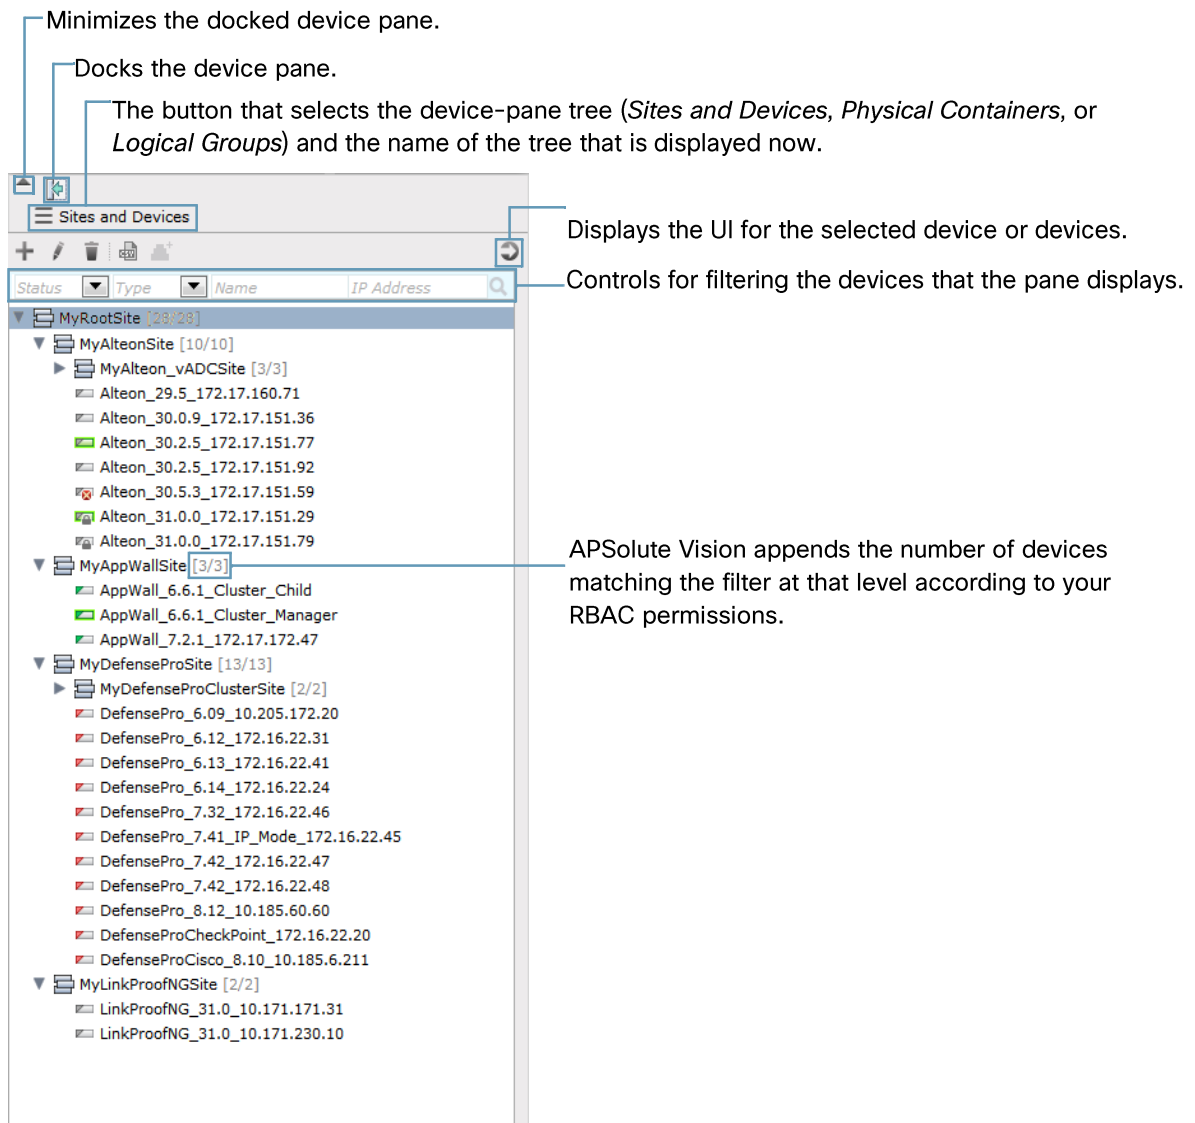 Minimizes the docked device pane.
Docks the device pane.
The button that selects the device-pane tree (Sites and Devices, Physical Containers, or
Logical Groups) and the name of the tree that is displayed now.
Sites and Devices
Displays the UI for the selected device or devices.
CSV
Controls for filtering the devices that the pane displays.
Status Type Name IP Address
MyRootSite [28/28]
MyAlteonSite [10/10]
MyAlteon_vADCSite [3/3]
Alteon_29.5_172.17.160.71
Alteon_30.0.9_172.17.151.36
Alteon_30.2.5_172.17.151.77
Alteon_30.2.5_172.17.151.92
Alteon_30.5.3_172.17.151.59
Alteon_31.0.0_172.17.151.29
Alteon_31.0.0_172.17.151.79
MyAppWallSite [3/3]
APSolute Vision appends the number of devices
matching the filter at that level according to your
RBAC permissions.
AppWall_6.6.1_Cluster_Child
AppWall_6.6.1_Cluster_Manager
AppWall_7.2.1_172.17.172.47
MyDefenseProSite [13/13]
MyDefenseProClusterSite [2/2]
DefensePro_6.09_10.205.172.20
DefensePro_6.12_172.16.22.31
DefensePro_6.13_172.16.22.41
DefensePro_6.14_172.16.22.24
DefensePro_7.32_172.16.22.46
DefensePro_7.41_IP_Mode_172.16.22.45
DefensePro_7.42_172.16.22.47
DefensePro_7.42_172.16.22.48
DefensePro_8.12_10.185.60.60
DefenseProCheckPoint_172.16.22.20
DefenseProCisco_8.10_10.185.6.211
MyLinkProofNGSite [2/2]
LinkProofNG_31.0_10.171.171.31
LinkProofNG_31.0_10.171.230.10